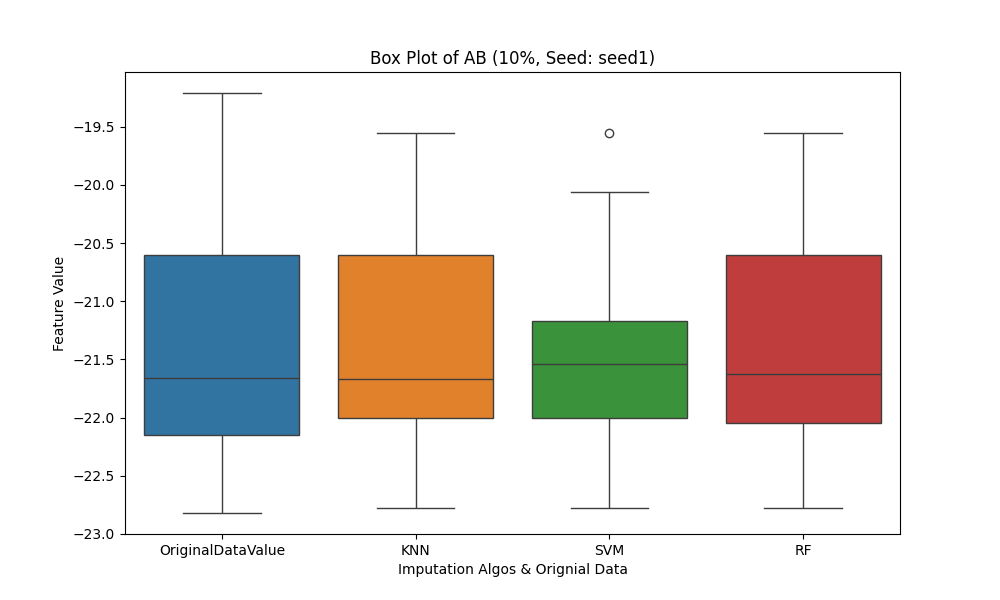 Box Plot of AB (10%, Seed: seed1)
Feature Value
−19.5
−20.0
−20.5
−21.0
−21.5
−22.0
−22.5
−23.0
OriginalDataValue KNN SVM RF
Imputation Algos & Orignial Data